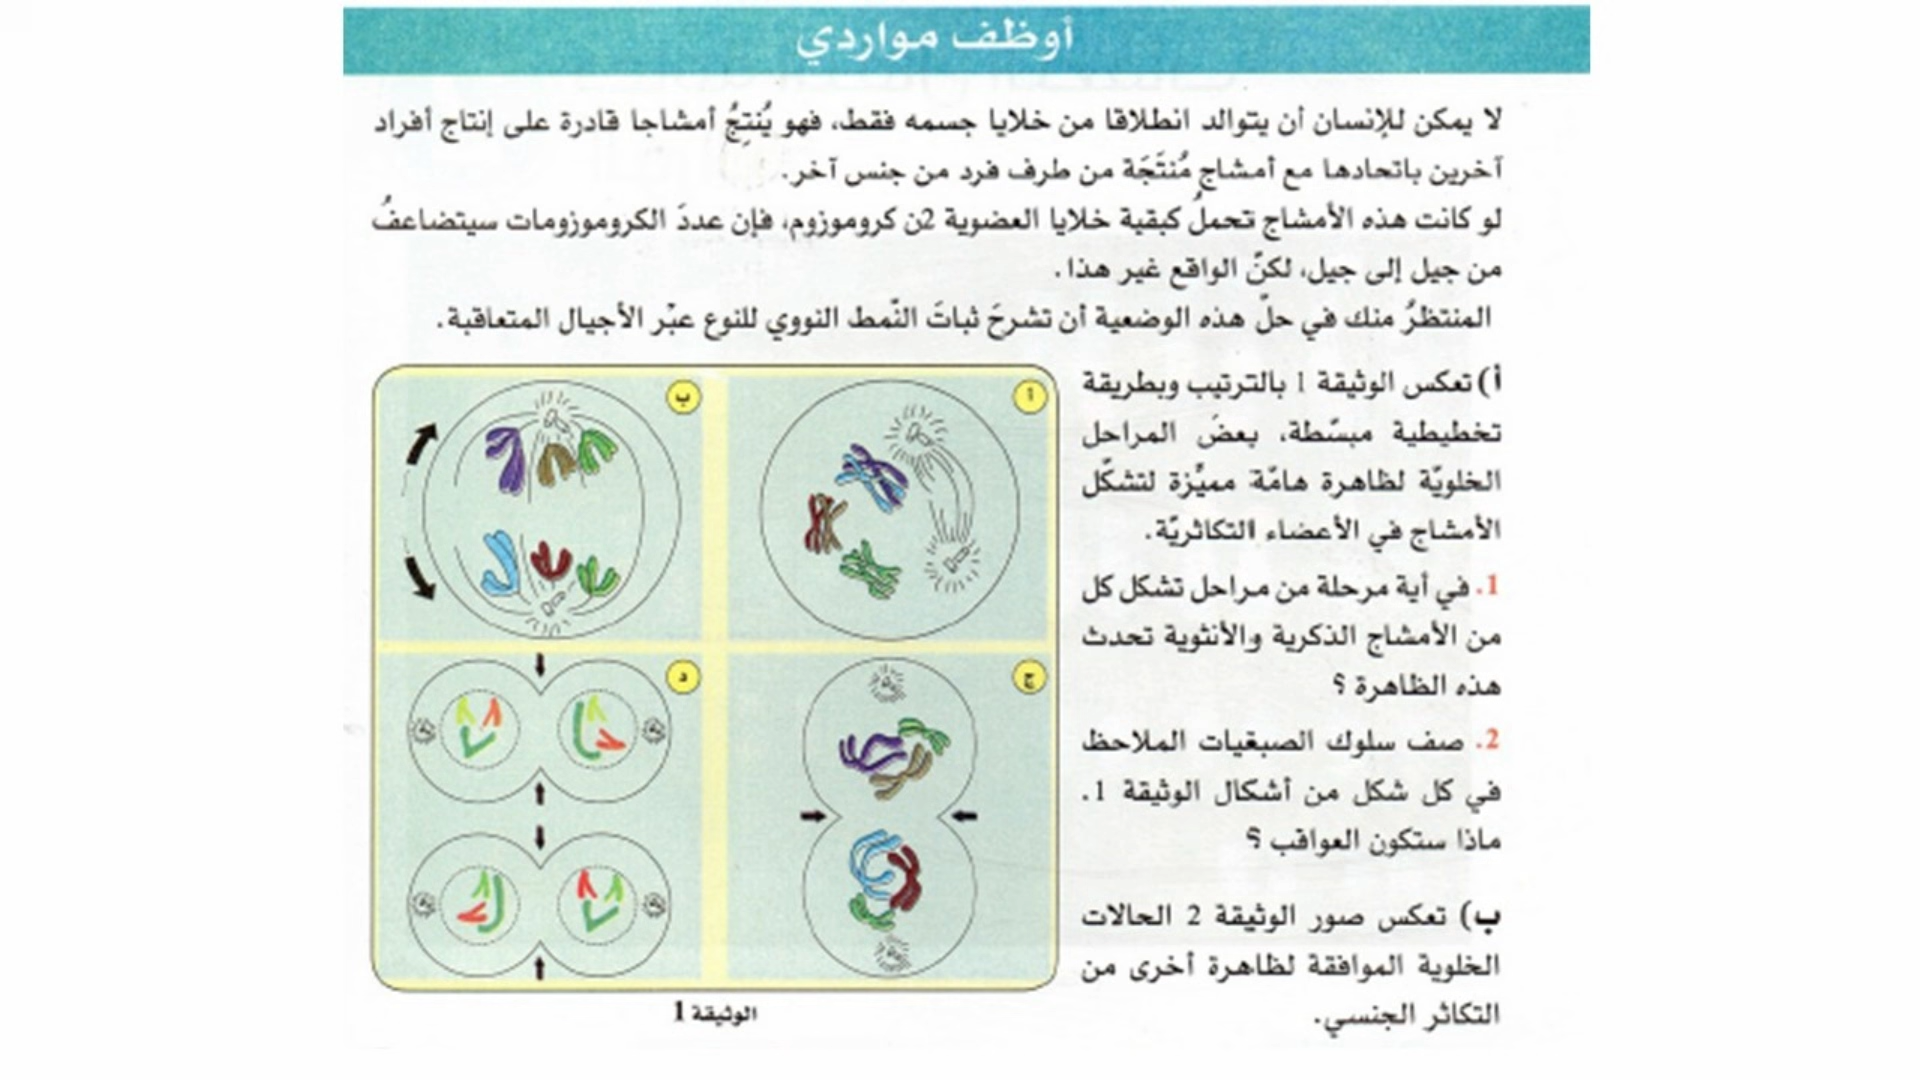 أوظف مواردي
لا يمكن للإنسان أن يتوالد انطلاقا من خلايا جسمه فقط، فهو يُنتِجُ أمشاجا قادرة على إنتاج أفراد
آخرين باتحادها مع أمشاج مُنتَجَة من طرف فرد من جنس آخر.
لو كانت هذه الأمشاج تحملُ كبقية خلايا العضوية 2ن كروموزوم، فإن عددَ الكروموزومات سيتضاعفُ
من جيل إلى جيل، لكنّ الواقع غير هذا.
المنتظرُ منك في حلّ هذه الوضعية أن تشرحَ ثباتَ النّمط النووي للنوع عبْر الأجيال المتعاقبة.
أ) تعكس الوثيقة 1 بالترتيب وبطريقة
تخطيطية مبسّطة، بعضَ المراحل
الخلويّة لظاهرة هامّة مميِّزة لتشكّل
الأمشاج في الأعضاء التكاثريّة.
1. في أية مرحلة من مراحل تشكل كل
من الأمشاج الذكرية والأنثوية تحدث
هذه الظاهرة ؟
2. صف سلوك الصبغيات الملاحظ
في كل شكل من أشكال الوثيقة 1.
ماذا ستكون العواقب ؟
ب) تعكس صور الوثيقة 2 الحالات
الخلوية الموافقة لظاهرة أخرى من
التكاثر الجنسي.
أ
ب
ج
د
الوثيقة 1